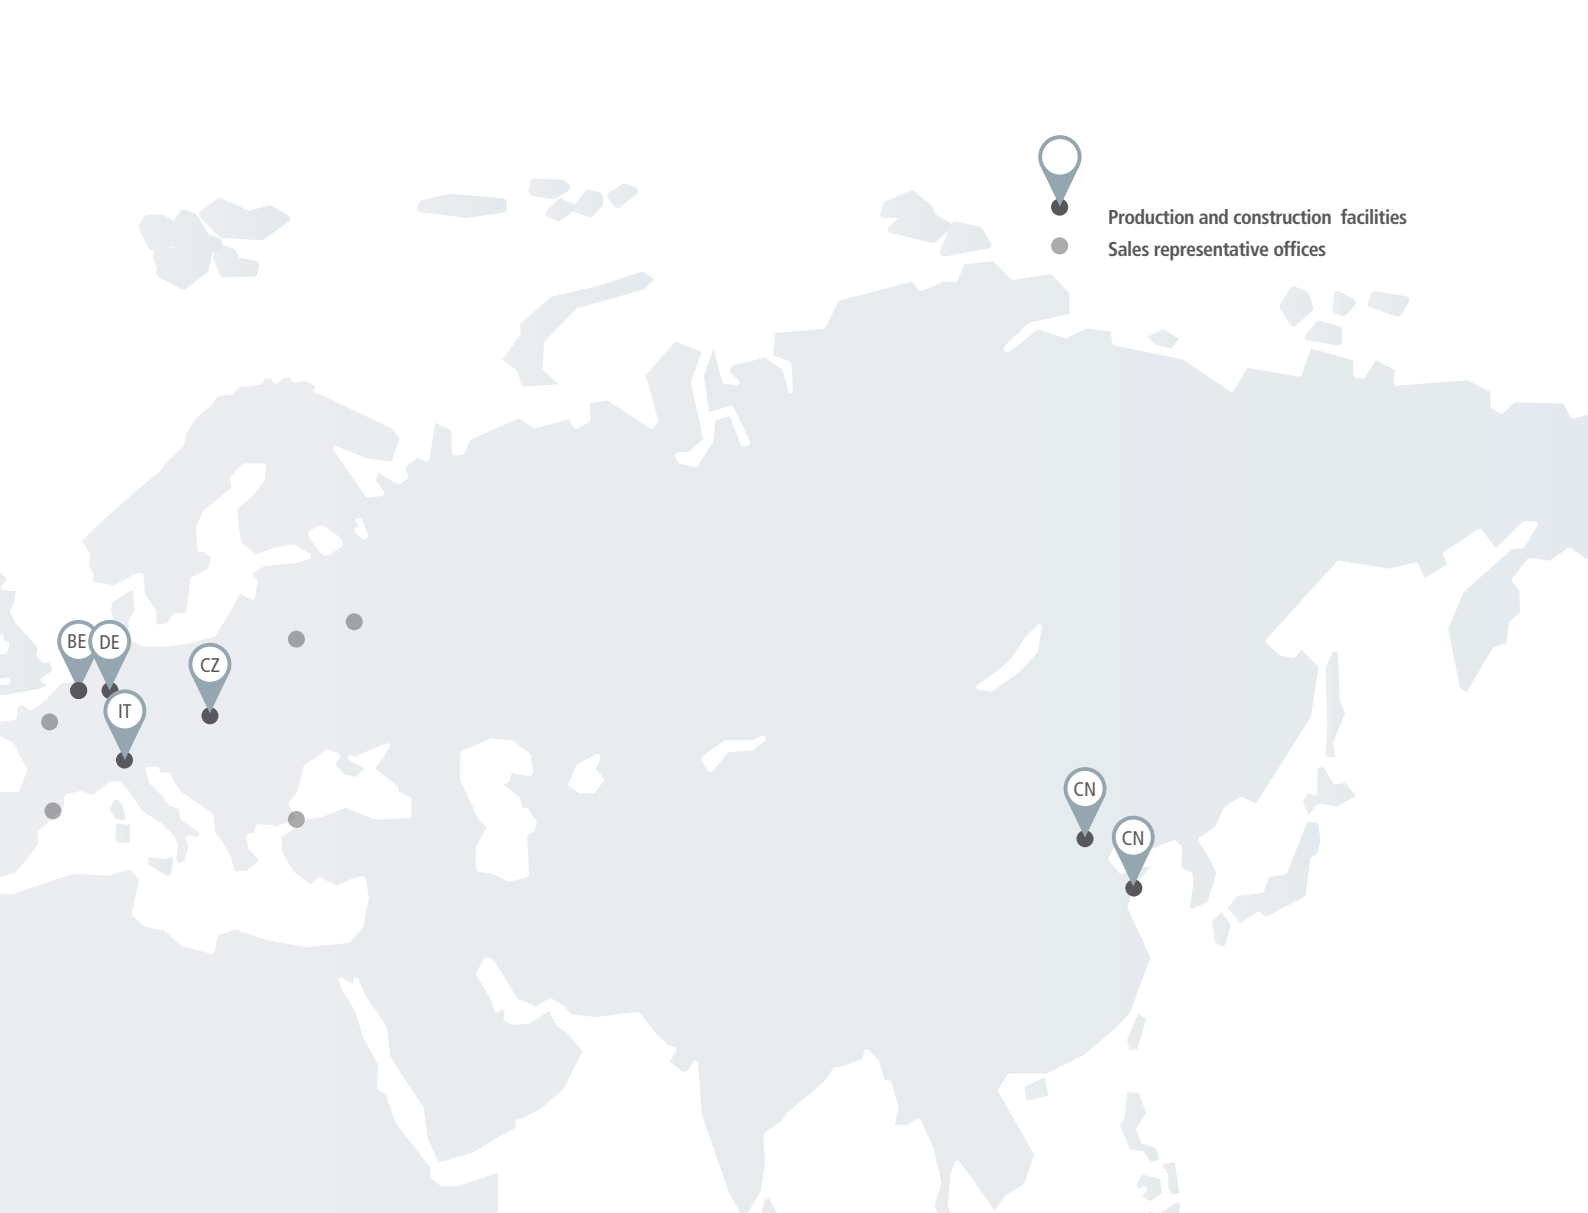 Production and construction facilities
Sales representative offices
BE
DE
CZ
IT
CN
CN